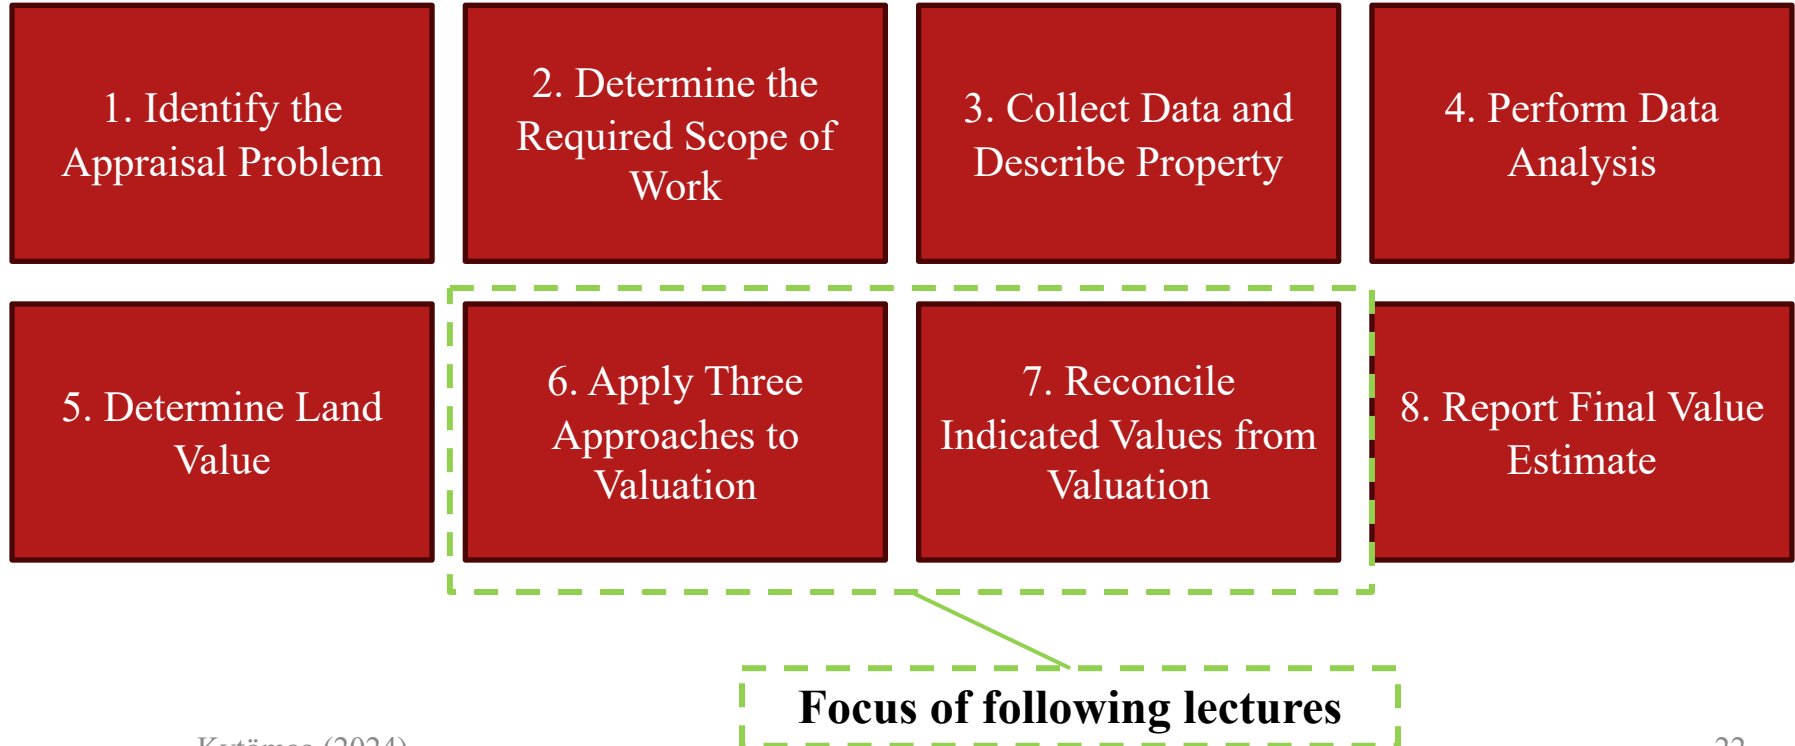 1. Identify the
Appraisal Problem
2. Determine the
Required Scope of
Work
3. Collect Data and
Describe Property
4. Perform Data
Analysis
5. Determine Land
Value
6. Apply Three
Approaches to
Valuation
7. Reconcile
Indicated Values from
Valuation
8. Report Final Value
Estimate
Focus of following lectures
(2024)